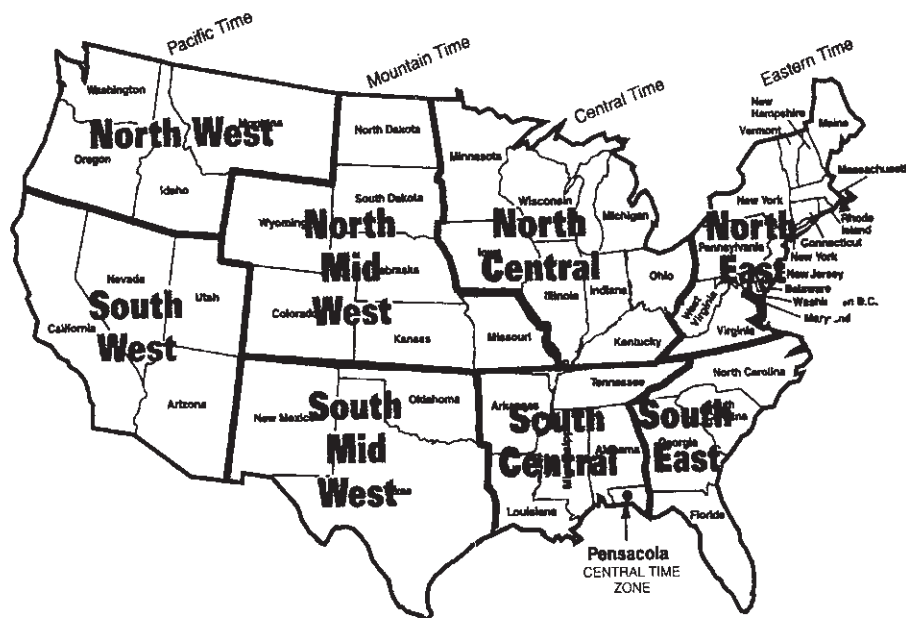 Pacific Time
Mountain Time
Central Time
Eastern Time
Washington
North West
Oregon
Idaho
North Dakota
Minnesota
New
Hampshire
Vermont
Maine
Massachusett
South Dakota
Wyoming
North
Mid
West
Colorado
Kansas
Missouri
Wisconsin
Michigan
North
Central
Iowa
Illinois
Indiana
Ohio
Kentucky
New York
North
East
Pennsylvania
West
Virginia
Virginia
Rhode
Island
Connecticut
New York
New Jersey
Delaware
Nevada
Utah
South
West
California
Arizona
New Mexico
Oklahoma
South
Mid
West
Arkansas
Tennessee
South
Central
Alabama
Louisiana
North Carolina
South
East
Georgia
Florida
Pensacola
CENTRAL TIME
ZONE